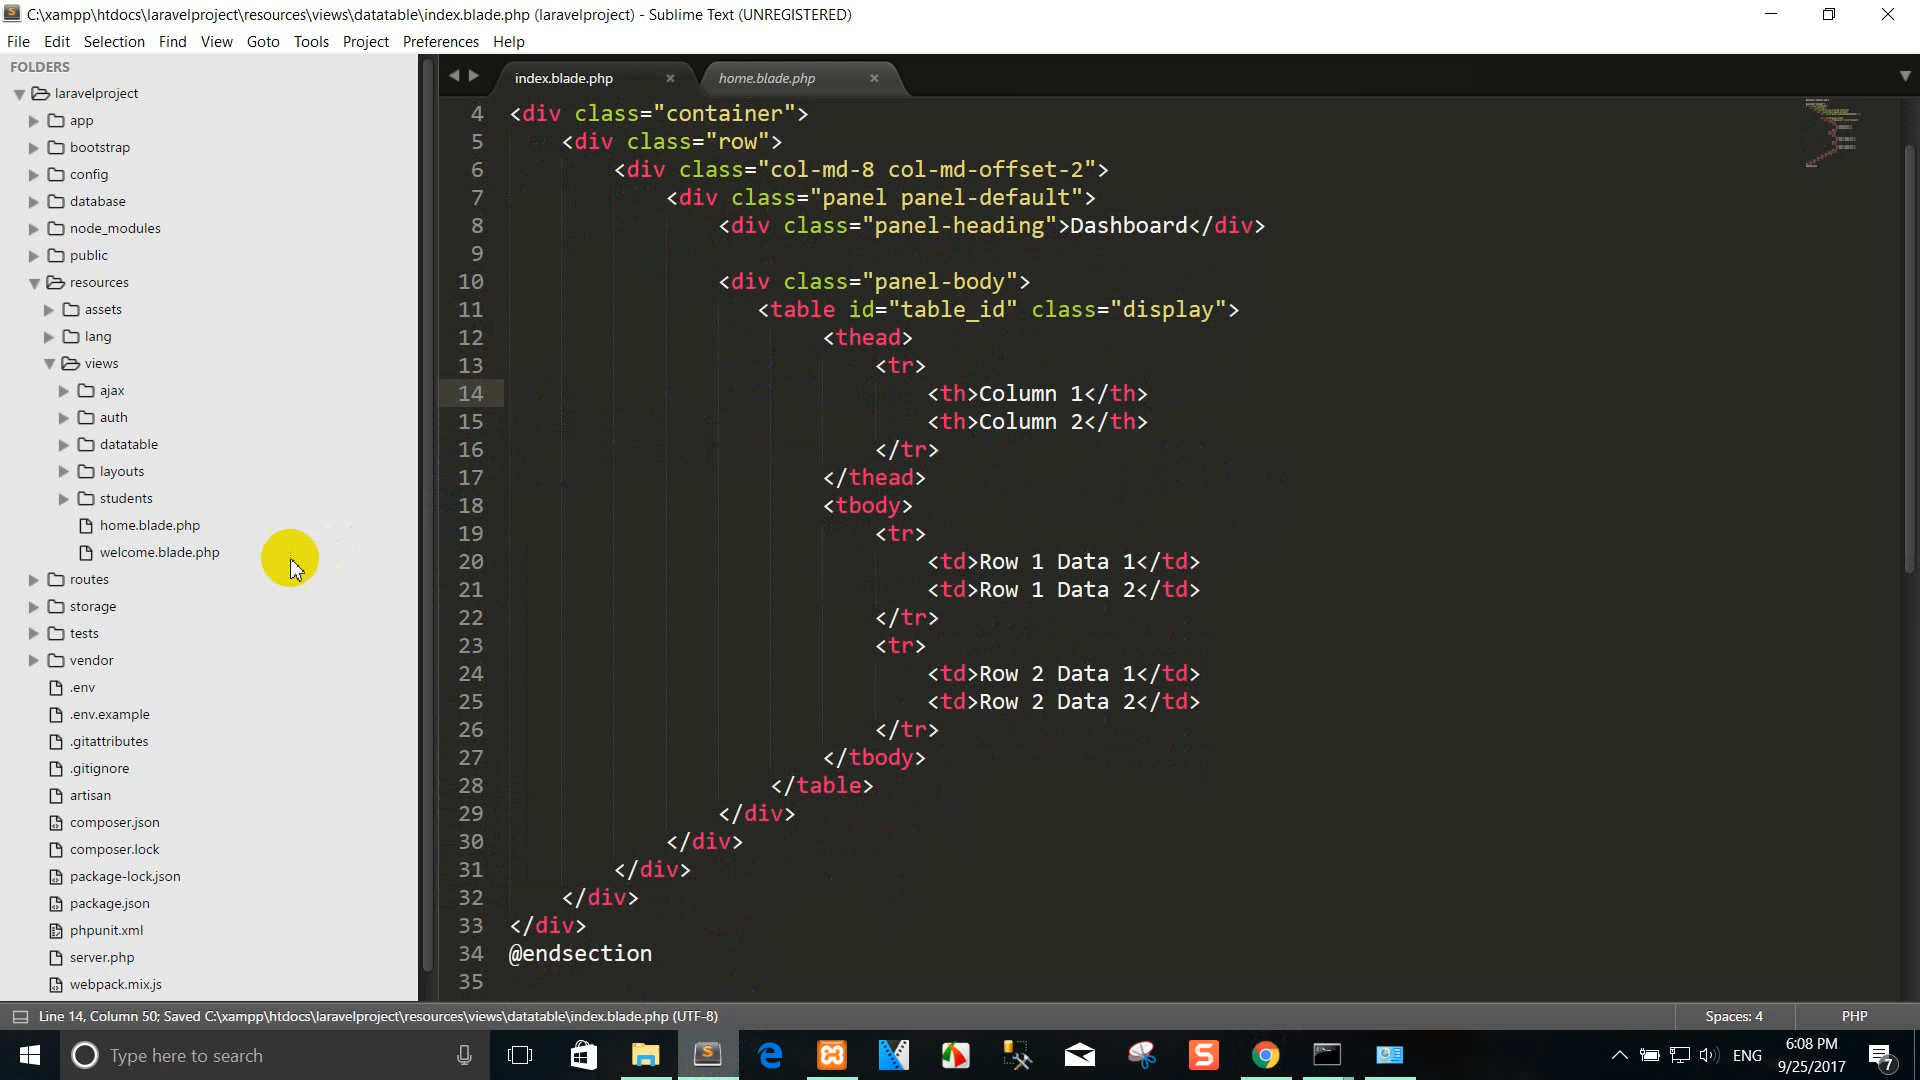 C:\xampp\htdocs\laravelproject\resources\views\datatable\index.blade.php (laravelproject) - Sublime Text (UNREGISTERED)
File Edit Selection Find View Goto Tools Project Preferences Help
FOLDERS
laravelproject
app
bootstrap
config
database
node_modules
public
resources
assets
lang
views
ajax
auth
datatable
layouts
students
home.blade.php
welcome.blade.php
routes
storage
tests
vendor
.env
.env.example
.gitattributes
.gitignore
artisan
composer.json
composer.lock
package-lock.json
package.json
phpunit.xml
server.php
webpack.mix.js
index.blade.php × home.blade.php ×
4 <div class="container">
5 <div class="row">
6 <div class="col-md-8 col-md-offset-2">
7 <div class="panel panel-default">
8 <div class="panel-heading">Dashboard</div>
9
10 <div class="panel-body">
11 <table id="table_id" class="display">
12 <thead>
13 <tr>
14 <th>Column 1</th>
15 <th>Column 2</th>
16 </tr>
17 </thead>
18 <tbody>
19 <tr>
20 <td>Row 1 Data 1</td>
21 <td>Row 1 Data 2</td>
22 </tr>
23 <tr>
24 <td>Row 2 Data 1</td>
25 <td>Row 2 Data 2</td>
26 </tr>
27 </tbody>
28 </table>
29 </div>
30 </div>
31 </div>
32 </div>
33 </div>
34 @endsection
35
Line 14, Column 50; Saved C:\xampp\htdocs\laravelproject\resources\views\datatable\index.blade.php (UTF-8) Spaces: 4 PHP
Type here to search
ENG
6:08 PM
9/25/2017
7